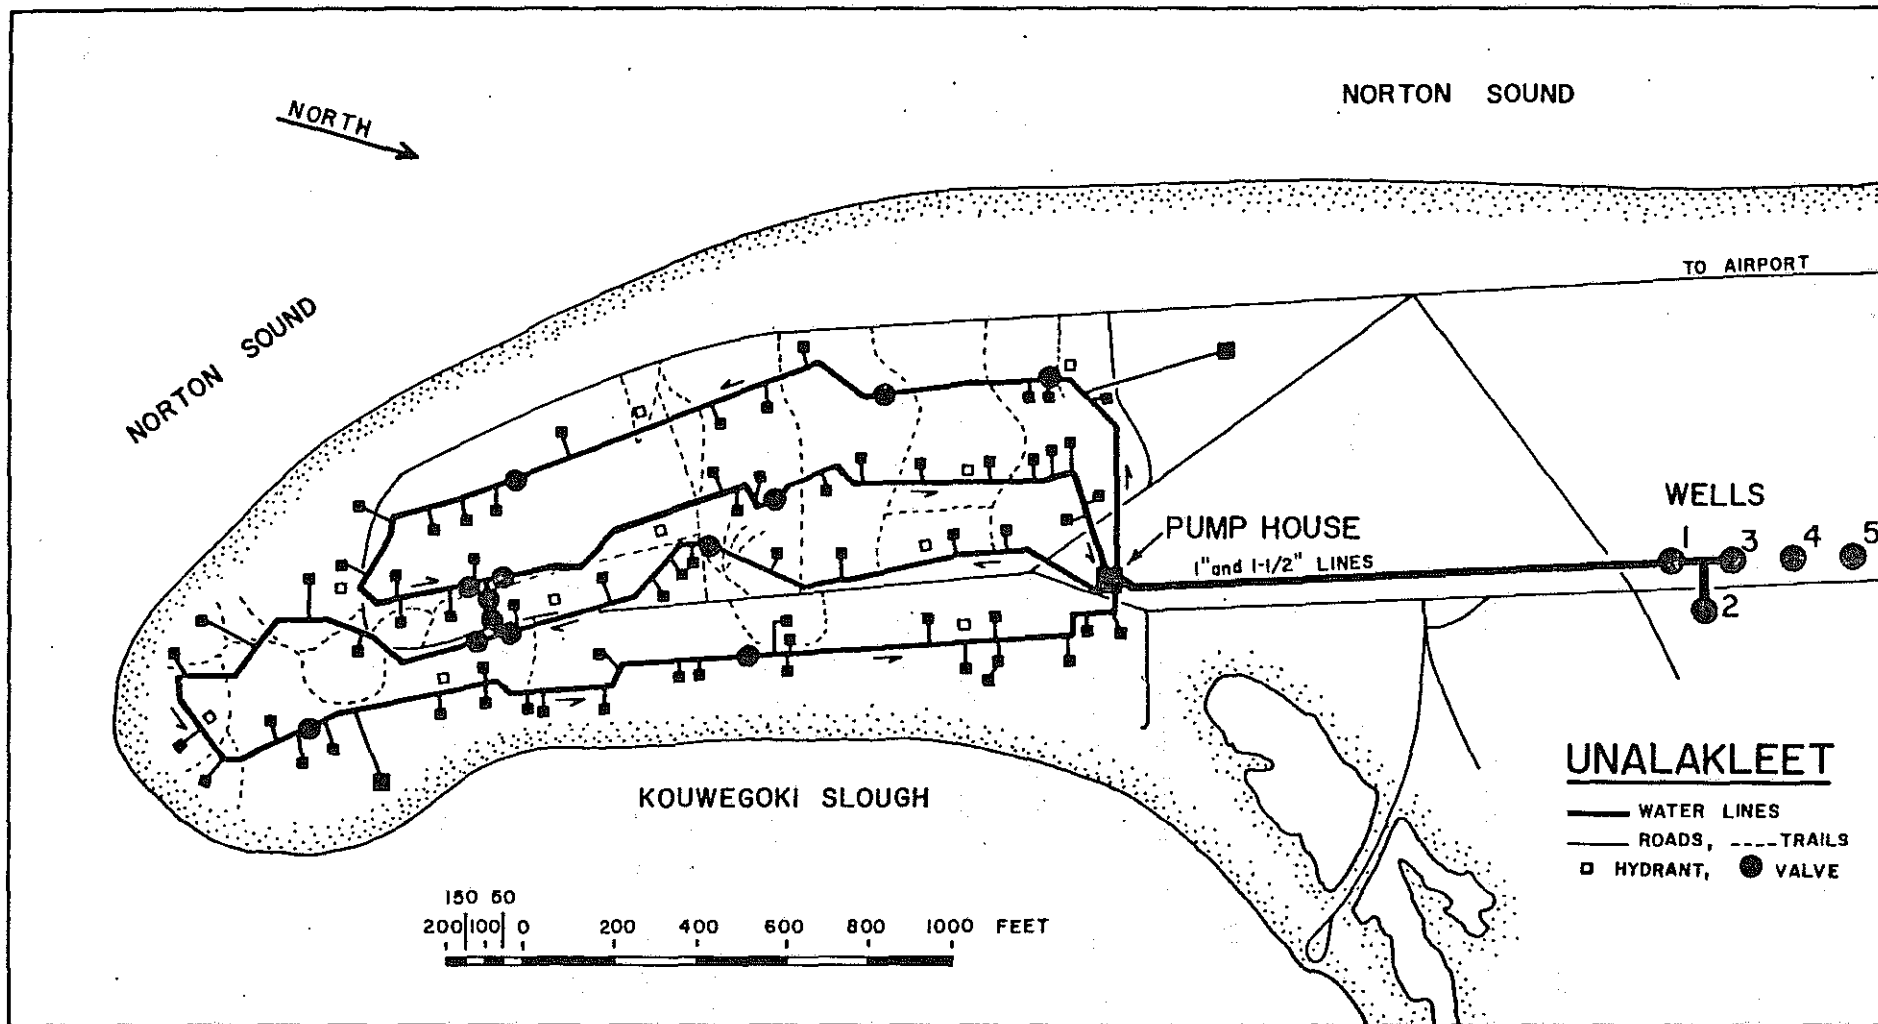 NORTON SOUND
NORTH
TO AIRPORT
NORTON SOUND
WELLS
1 3 4 5
2
PUMP HOUSE
1" and 1-1/2" LINES
UNALAKLEET
WATER LINES
ROADS, TRAILS
HYDRANT, VALVE
KOUWEGOKI SLOUGH
150 50
200 100 0 200 400 600 800 1000 FEET